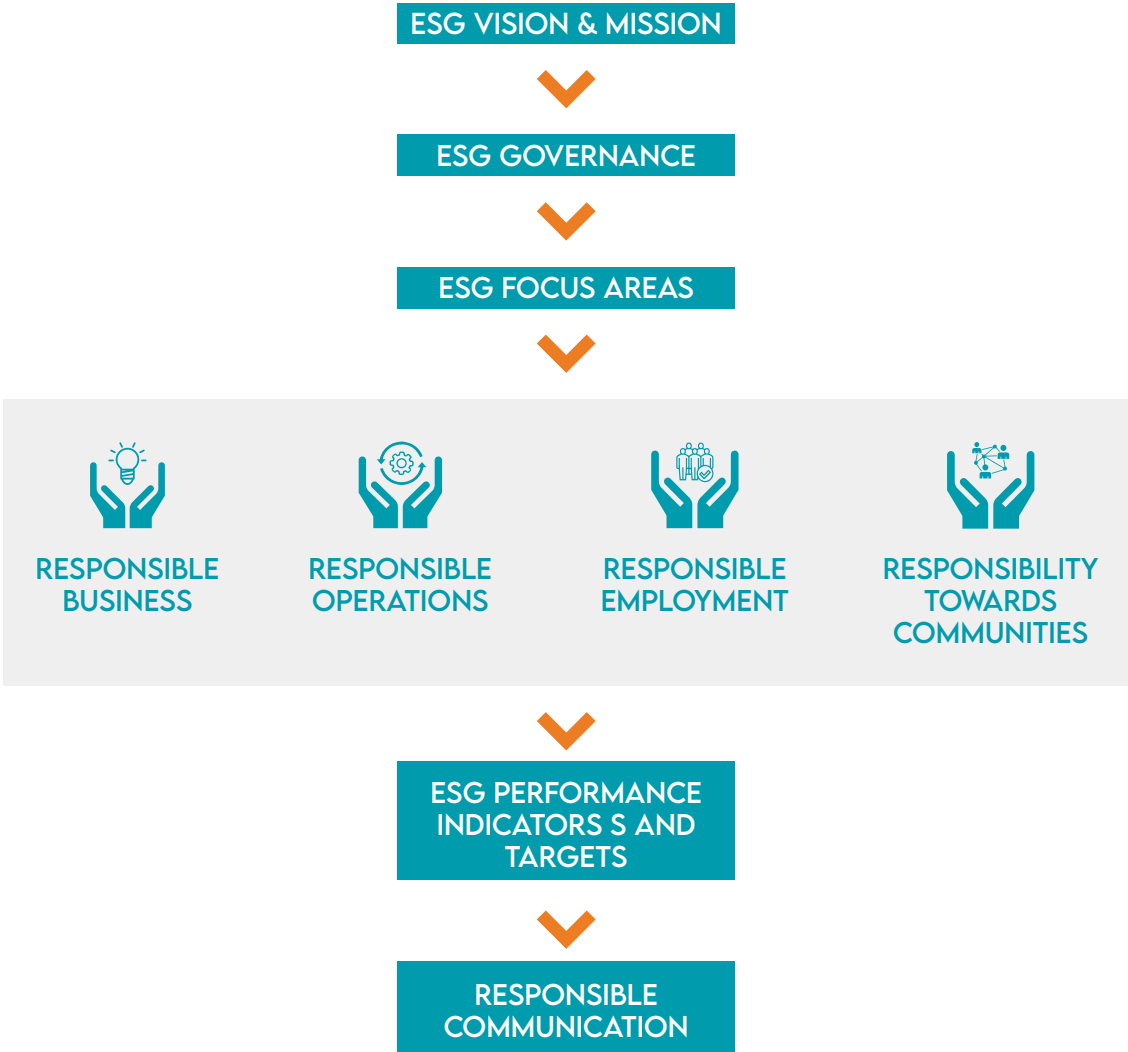 ESG VISION & MISSION
ESG GOVERNANCE
ESG FOCUS AREAS
RESPONSIBLE
BUSINESS
RESPONSIBLE
OPERATIONS
RESPONSIBLE
EMPLOYMENT
RESPONSIBILITY
TOWARDS
COMMUNITIES
ESG PERFORMANCE
INDICATORS S AND
TARGETS
RESPONSIBLE
COMMUNICATION